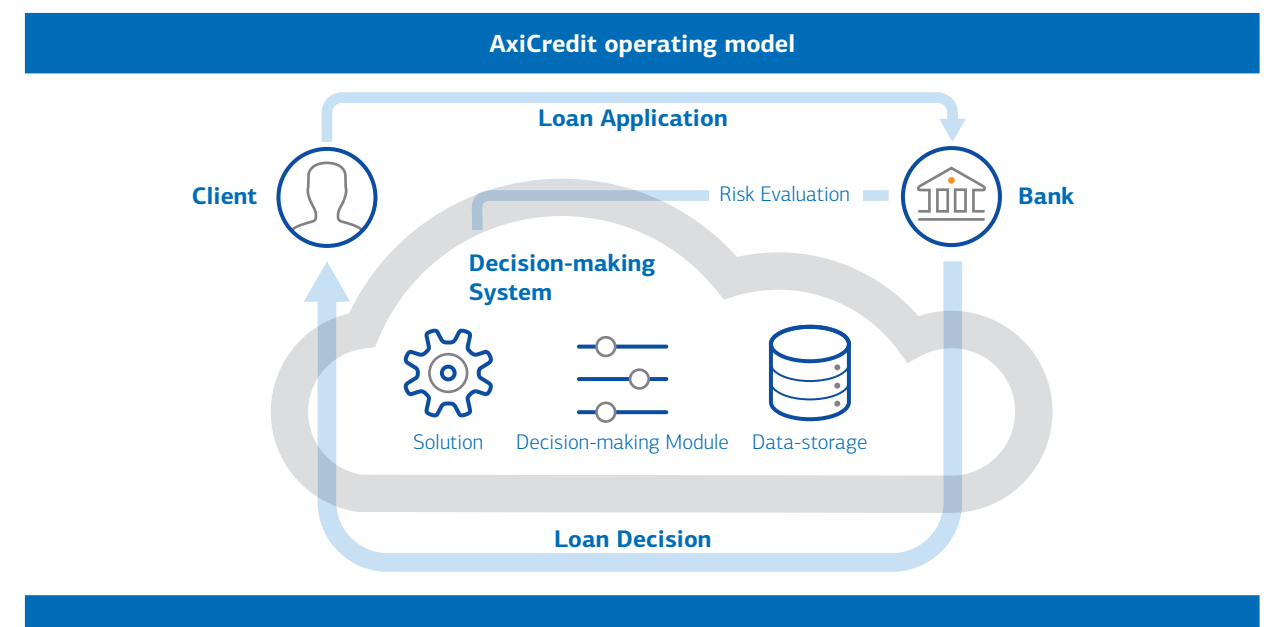 AxiCredit operating model
Loan Application
Client
Risk Evaluation
Bank
Decision-making
System
Solution
Decision-making Module
Data-storage
Loan Decision